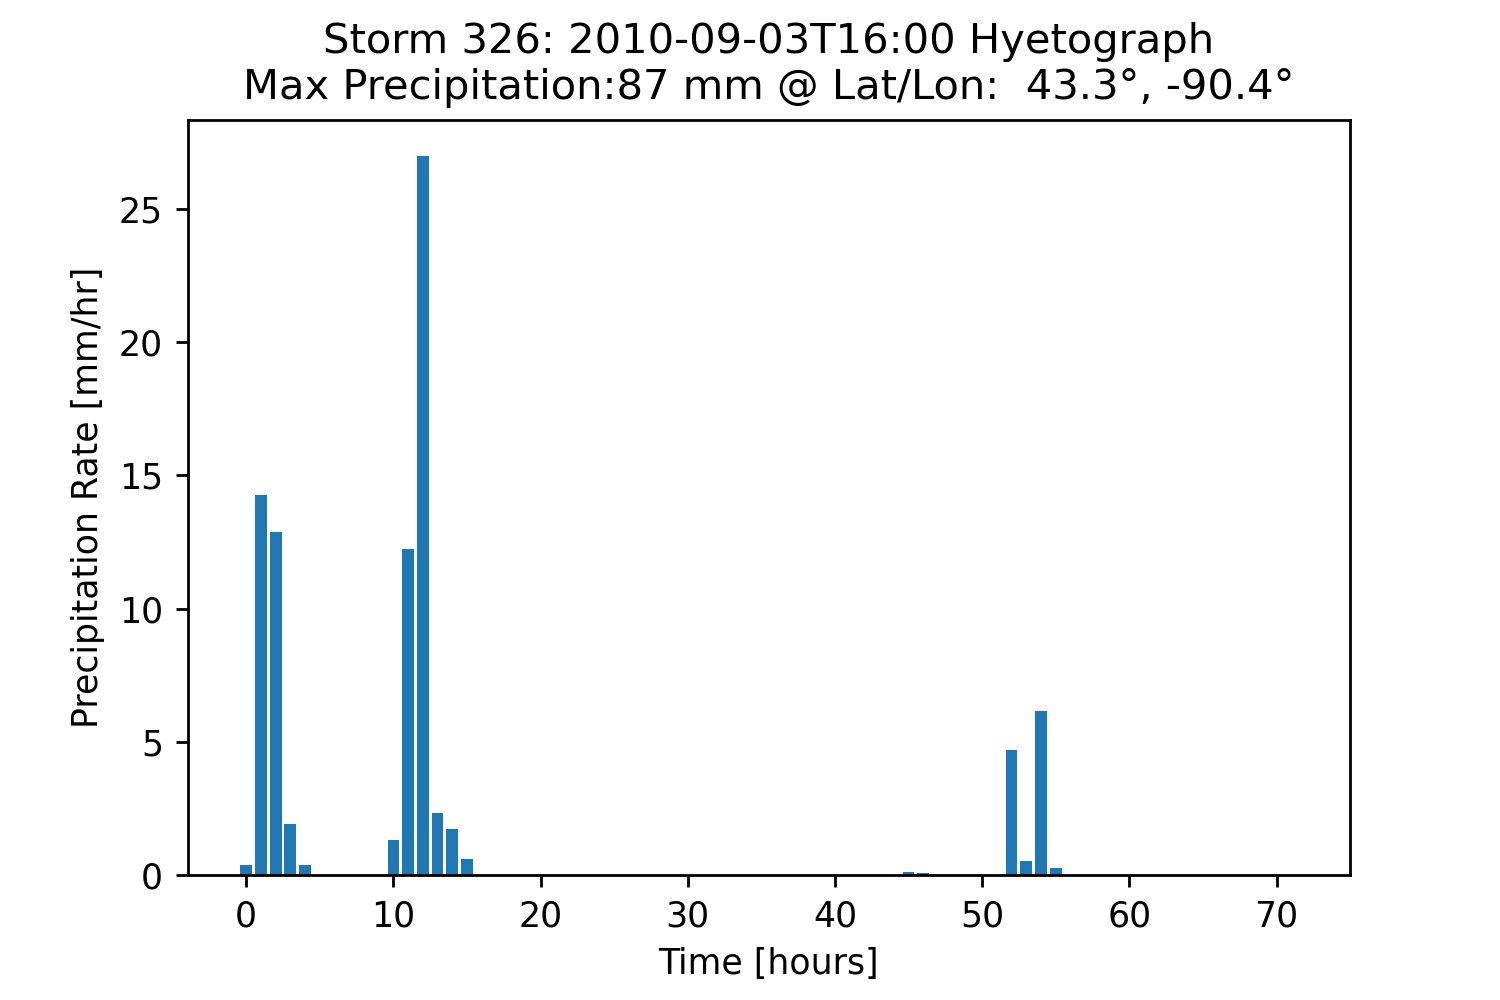 Storm 326: 2010-09-03T16:00 Hyetograph
Max Precipitation:87 mm @ Lat/Lon:  43.3°, -90.4°
Precipitation Rate [mm/hr]
25
20
15
10
5
0
0 10 20 30 40 50 60 70
Time [hours]